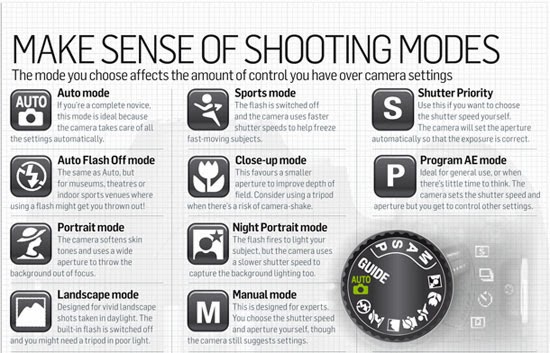 MAKE SENSE OF SHOOTING MODES
The mode you choose affects the amount of control you have over camera settings
AUTO
Auto mode
If you're a complete novice,
this mode is ideal because
the camera takes care of all
the settings automatically.
Auto Flash Off mode
The same as Auto, but
for museums, theatres or
indoor sports venues where
using a flash might get you thrown out!
Portrait mode
The camera softens skin
tones and uses a wide
aperture to throw the
background out of focus.
Landscape mode
Designed for vivid landscape
shots taken in daylight. The
built-in flash is switched off
and you might need a tripod in poor light.
Sports mode
The flash is switched off
and the camera uses faster
shutter speeds to help freeze
fast-moving subjects.
Close-up mode
This favours a smaller
aperture to improve depth of
field. Consider using a tripod
when there's a risk of camera-shake.
Night Portrait mode
The flash fires to light your
subject, but the camera uses
a slower shutter speed to
capture the background lighting too.
M
Manual mode
This is designed for experts.
You choose the shutter speed
and aperture yourself, though
the camera still suggests settings.
S
Shutter Priority
Use this if you want to choose
the shutter speed yourself.
The camera will set the aperture
automatically so that the exposure is correct.
P
Program AE mode
Ideal for general use, or when
there's little time to think. The
camera sets the shutter speed and
aperture but you get to control other settings.
M A S P
GUIDE
AUTO
S